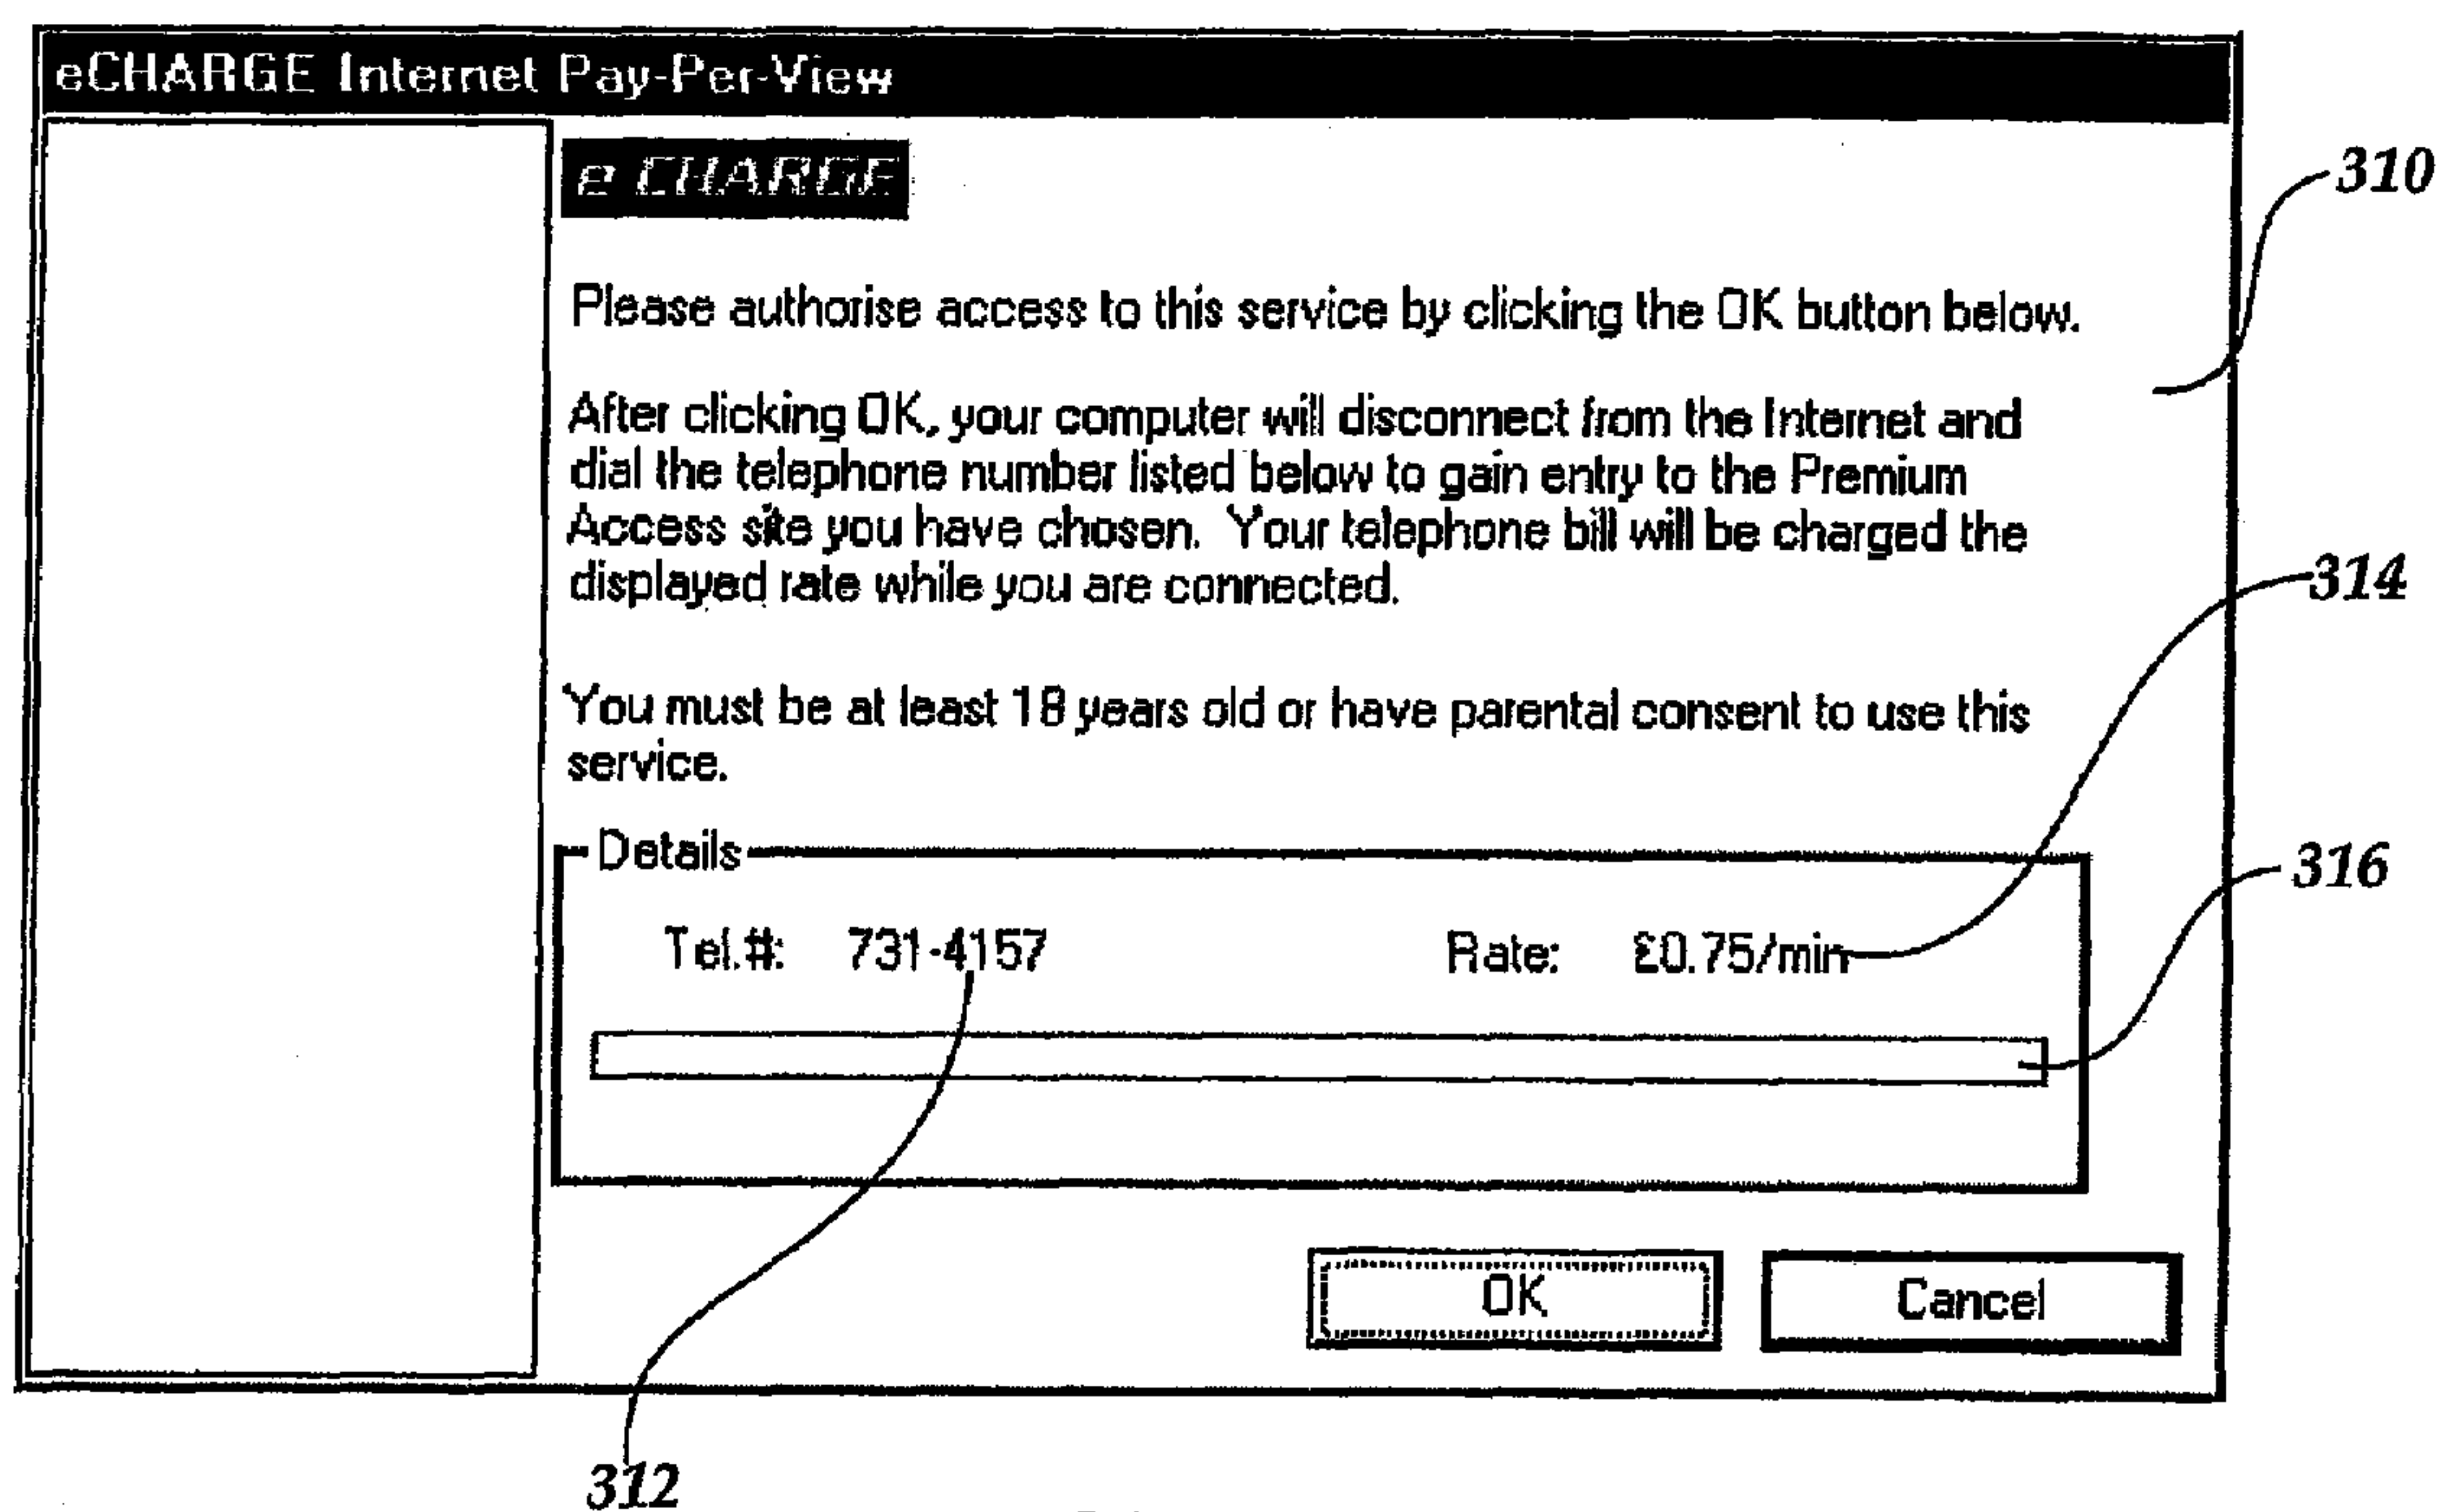 eCHARGE Internet Pay-Per-View
e CHARGE
310
Please authorise access to this service by clicking the OK button below.
After clicking OK, your computer will disconnect from the Internet and
dial the telephone number listed below to gain entry to the Premium
Access site you have chosen. Your telephone bill will be charged the
displayed rate while you are connected.
314
You must be at least 18 years old or have parental consent to use this
service.
Details
316
Tel.#: 731-4157 Rate: £0.75/min
OK Cancel
312